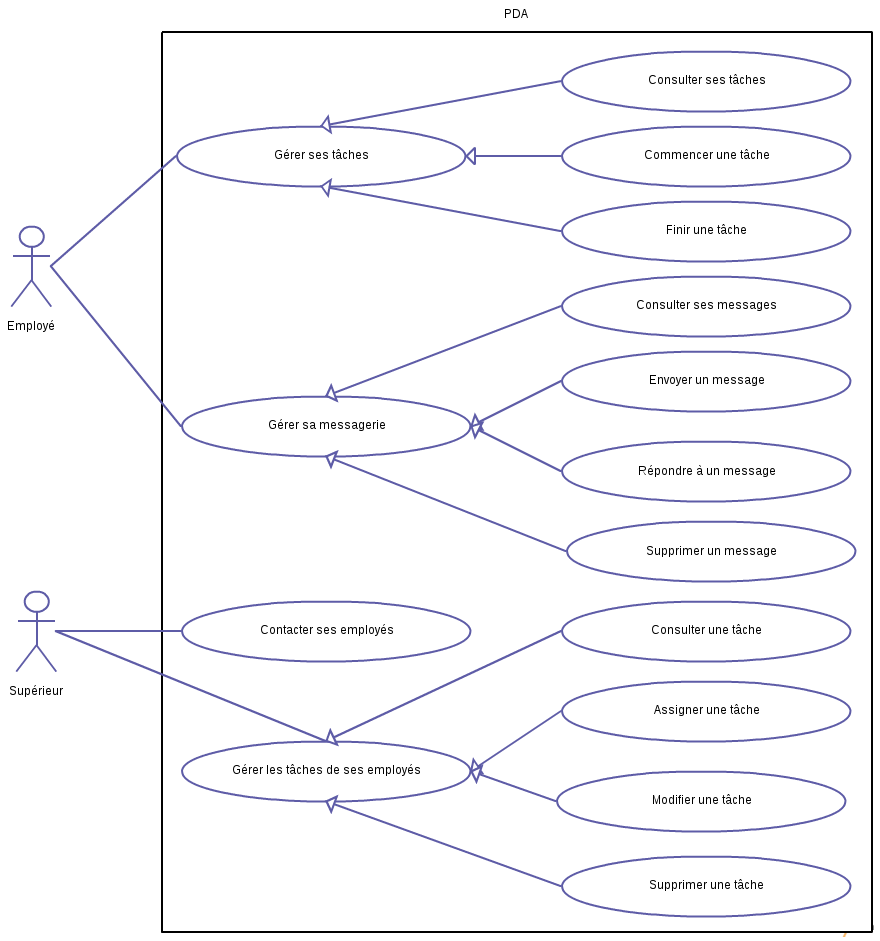 PDA
Consulter ses tâches
Gérer ses tâches
Commencer une tâche
Finir une tâche
Employé
Consulter ses messages
Envoyer un message
Gérer sa messagerie
Répondre à un message
Supprimer un message
Supérieur
Contacter ses employés
Consulter une tâche
Assigner une tâche
Gérer les tâches de ses employés
Modifier une tâche
Supprimer une tâche